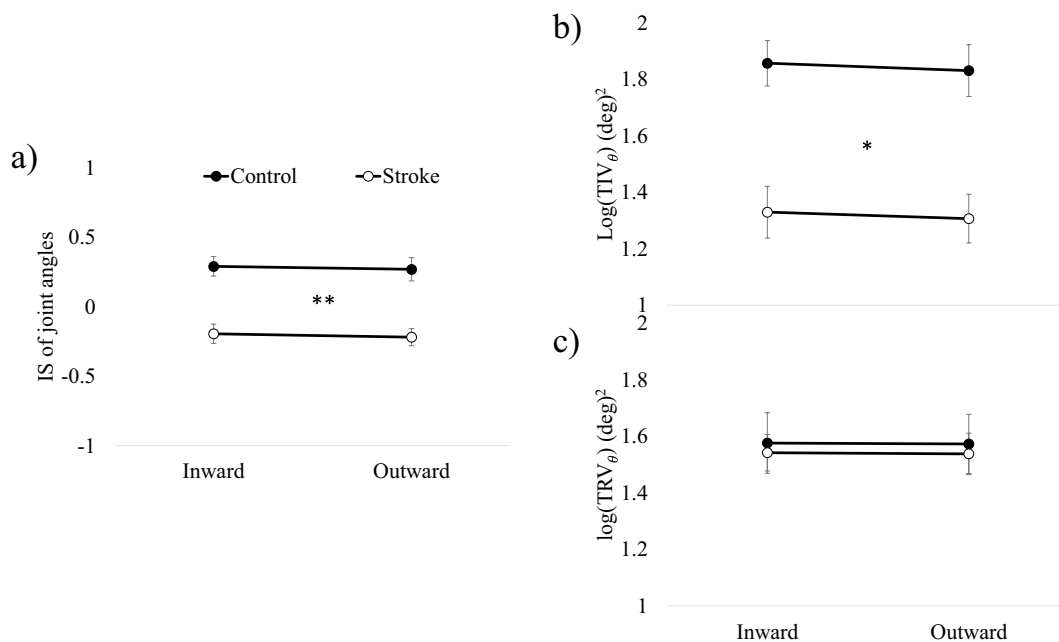 a)
IS of joint angles
1
0.5
0
-0.5
-1
Control Stroke
**
Inward Outward
b)
Log(TIVθ) (deg)²
2
1.8
1.6
1.4
1.2
1
*
c)
log(TRVθ) (deg)²
2
1.8
1.6
1.4
1.2
1
Inward Outward